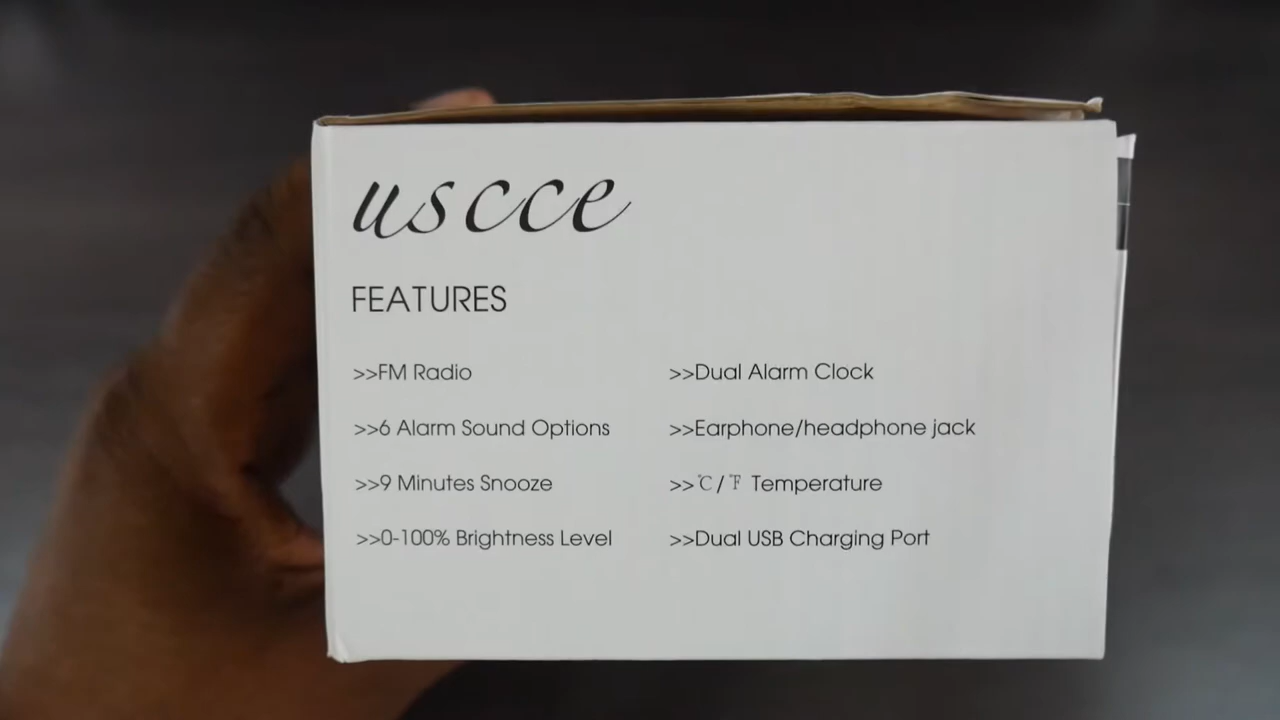 uscce
FEATURES
>>FM Radio
>>6 Alarm Sound Options
>>9 Minutes Snooze
>>0-100% Brightness Level
>>Dual Alarm Clock
>>Earphone/headphone jack
>>℃/℉ Temperature
>>Dual USB Charging Port